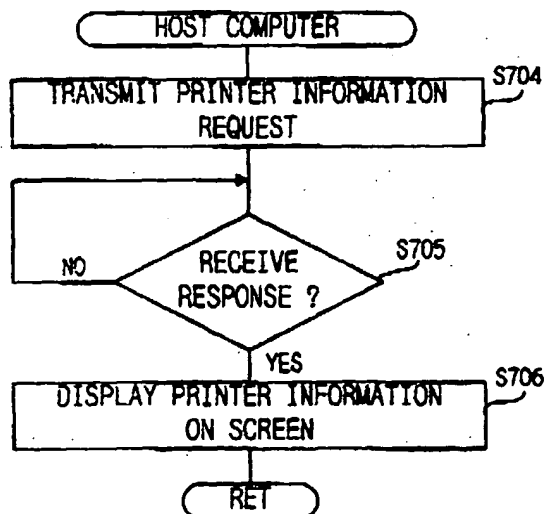 HOST COMPUTER
S704
TRANSMIT PRINTER INFORMATION
REQUEST
S705
RECEIVE
RESPONSE ?
NO
YES
S706
DISPLAY PRINTER INFORMATION
ON SCREEN
RET